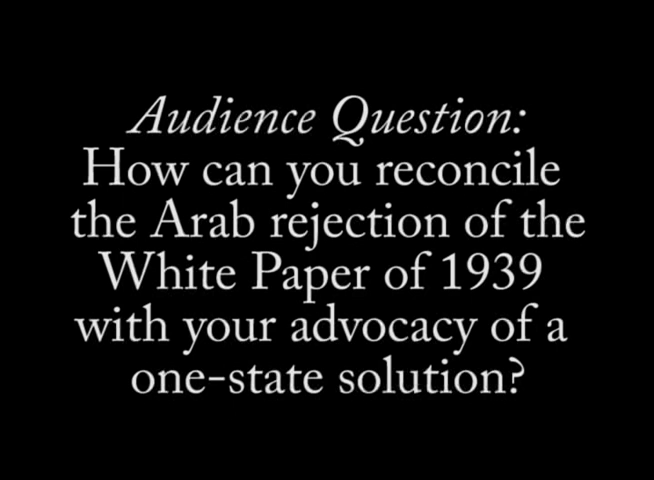 Audience Question:
How can you reconcile
the Arab rejection of the
White Paper of 1939
with your advocacy of a
one-state solution?